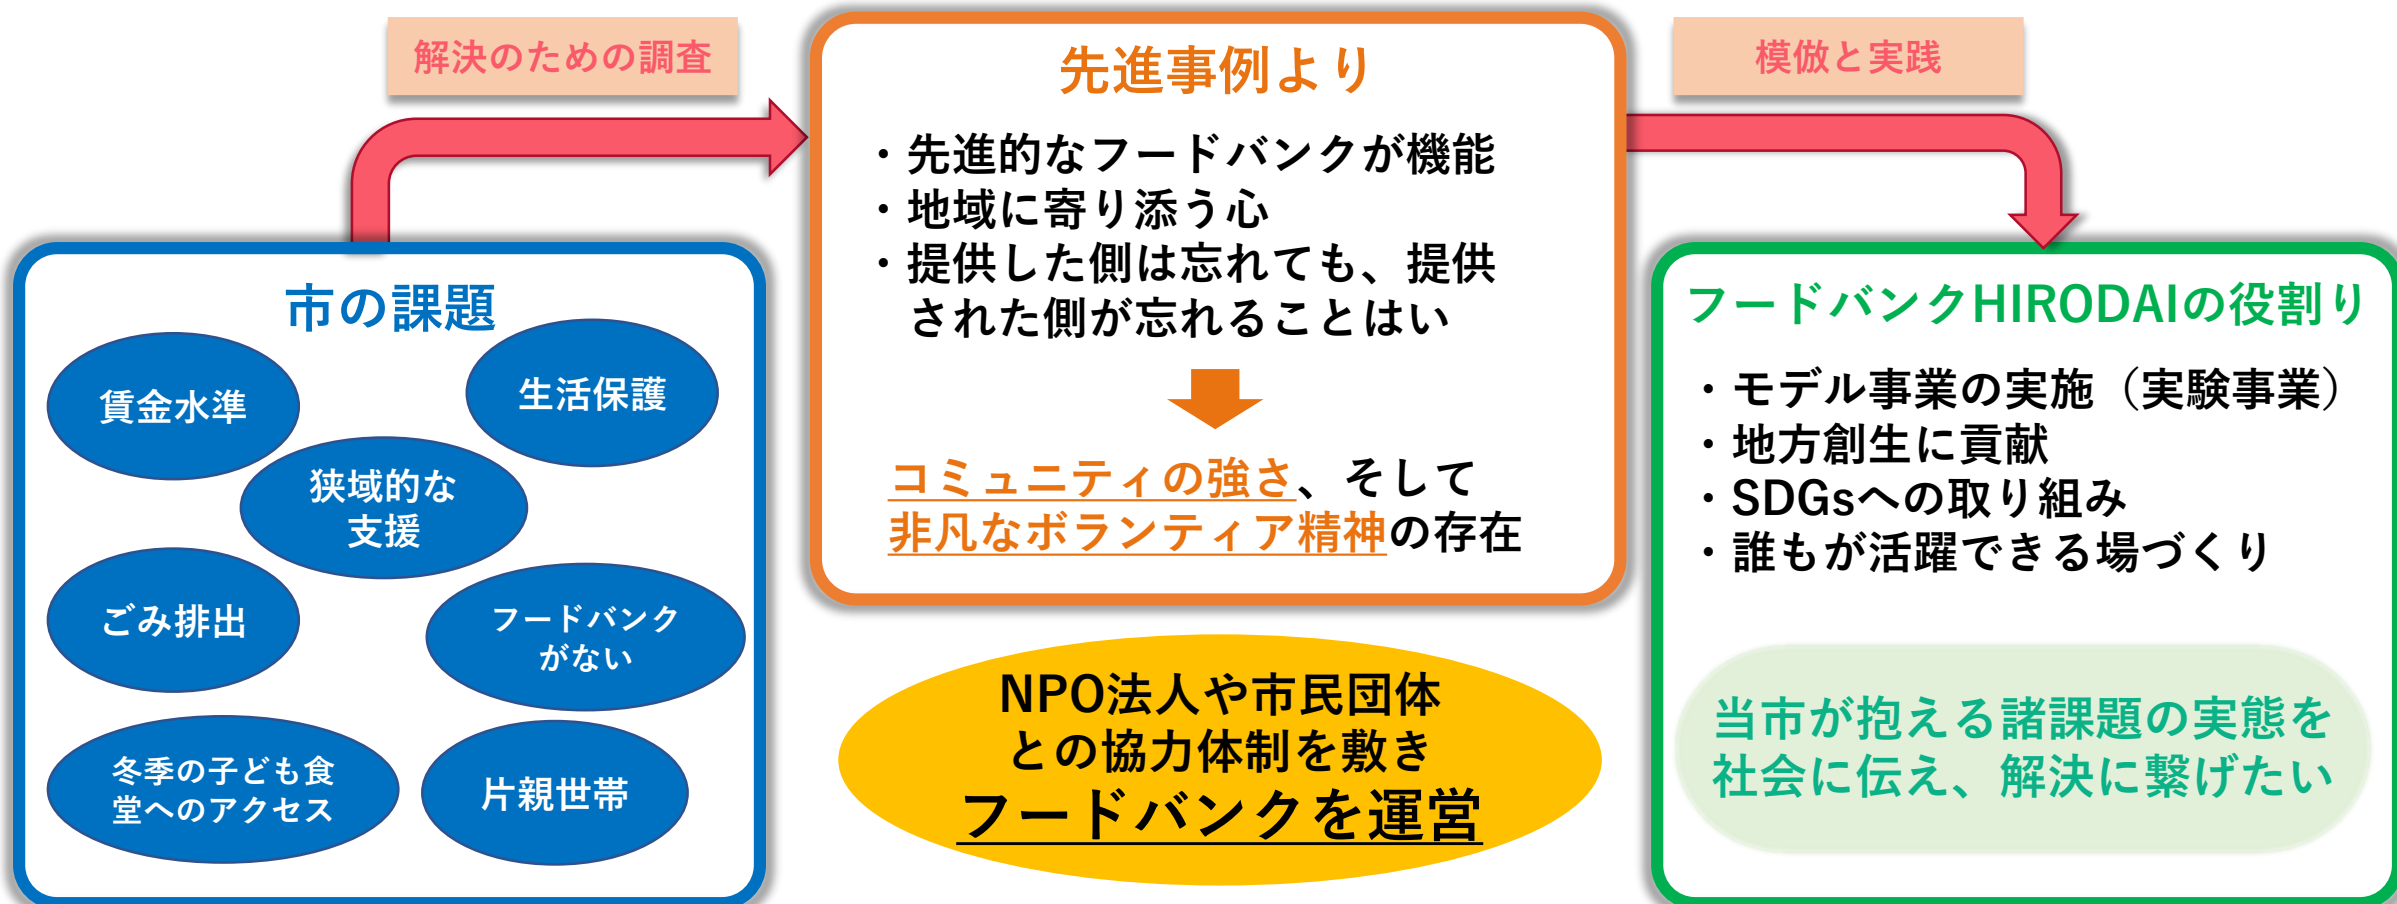 解決のための調査
模倣と実践
市の課題
賃金水準
生活保護
狭域的な
支援
ごみ排出
フードバンク
がない
冬季の子ども食
堂へのアクセス
片親世帯
先進事例より
・先進的なフードバンクが機能
・地域に寄り添う心
・提供した側は忘れても、提供
された側が忘れることはい
コミュニティの強さ、そして
非凡なボランティア精神の存在
NPO法人や市民団体
との協力体制を敷き
フードバンクを運営
フードバンクHIRODAIの役割り
・モデル事業の実施（実験事業）
・地方創生に貢献
・SDGsへの取り組み
・誰もが活躍できる場づくり
当市が抱える諸課題の実態を
社会に伝え、解決に繋げたい